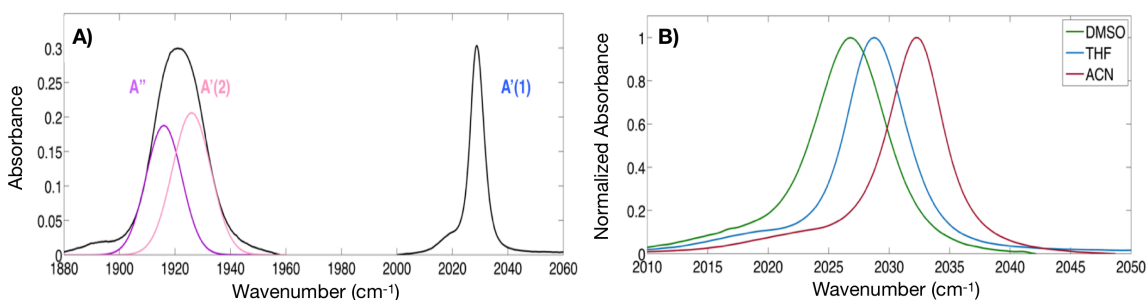 A)
A"
A'(2)
A'(1)
Absorbance
0.3
0.25
0.2
0.15
0.1
0.05
0
1880 1900 1920 1940 1960 1980 2000 2020 2040 2060
Wavenumber (cm-1)
B)
DMSO
THF
ACN
Normalized Absorbance
1
0.8
0.6
0.4
0.2
0
2010 2015 2020 2025 2030 2035 2040 2045 2050
Wavenumber (cm-1)